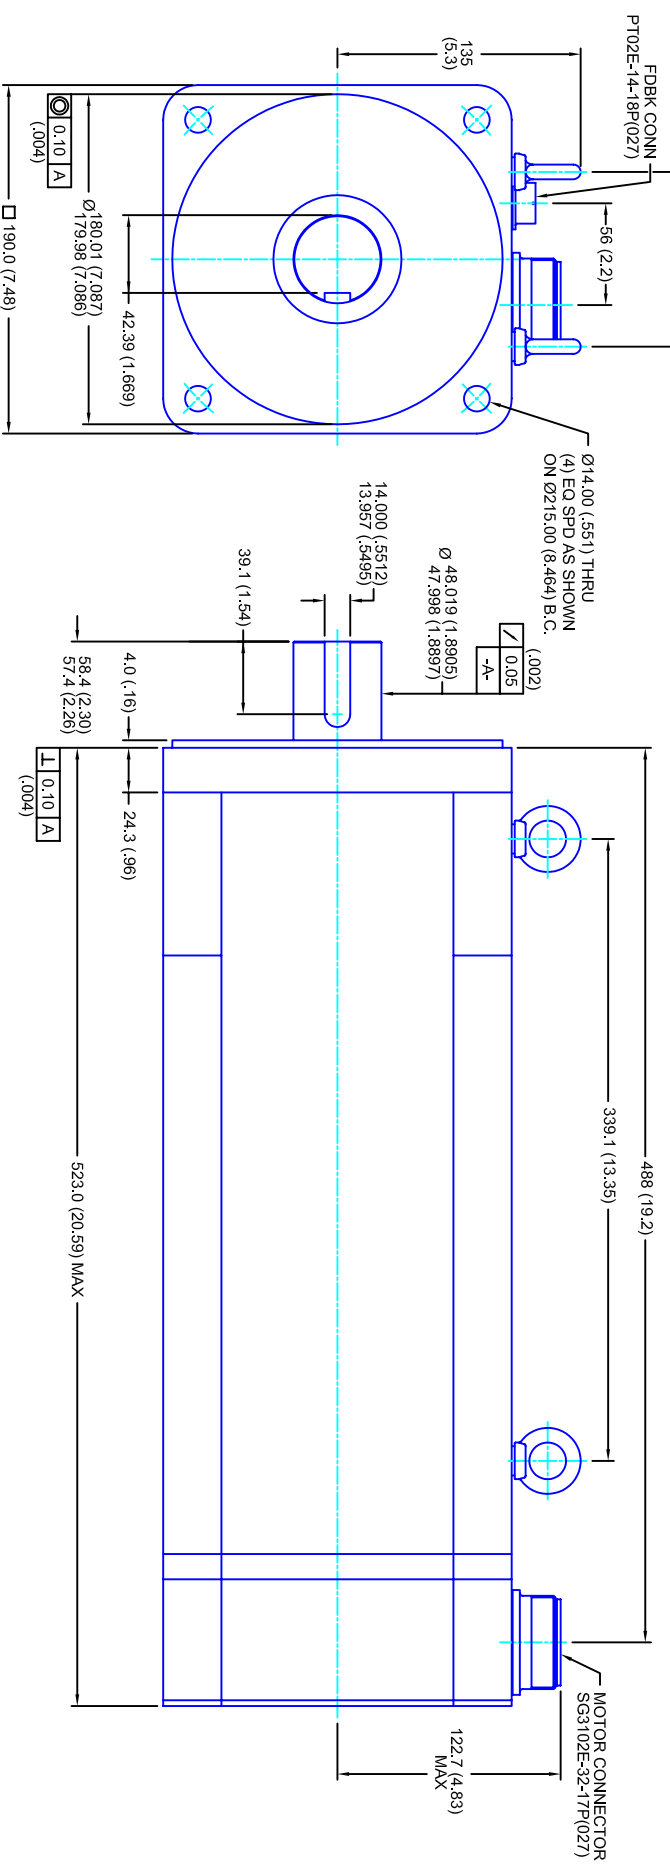 135
(5.3)
FDBK CONN
PT02E-14-18P(027)
56 (2.2)
◎ 0.10 A
(.004)
Ø180.01 (7.087)
179.98 (7.086)
42.39 (1.669)
□ 190.0 (7.48)
Ø14.00 (.551) THRU
(4) EQ SPD AS SHOWN
ON Ø215.00 (8.464) B.C.
14.000 (.5512)
13.957 (.5495)
39.1 (1.54)
Ø 48.019 (1.8905)
47.998 (1.8897)
(.002)
0.05
-A-
58.4 (2.30)
57.4 (2.26)
4.0 (.16)
⊥ 0.10 A
(.004)
24.3 (.96)
488 (19.2)
339.1 (13.35)
523.0 (20.59) MAX
MOTOR CONNECTOR
SG3102E-32-17P(027)
122.7 (4.83)
MAX